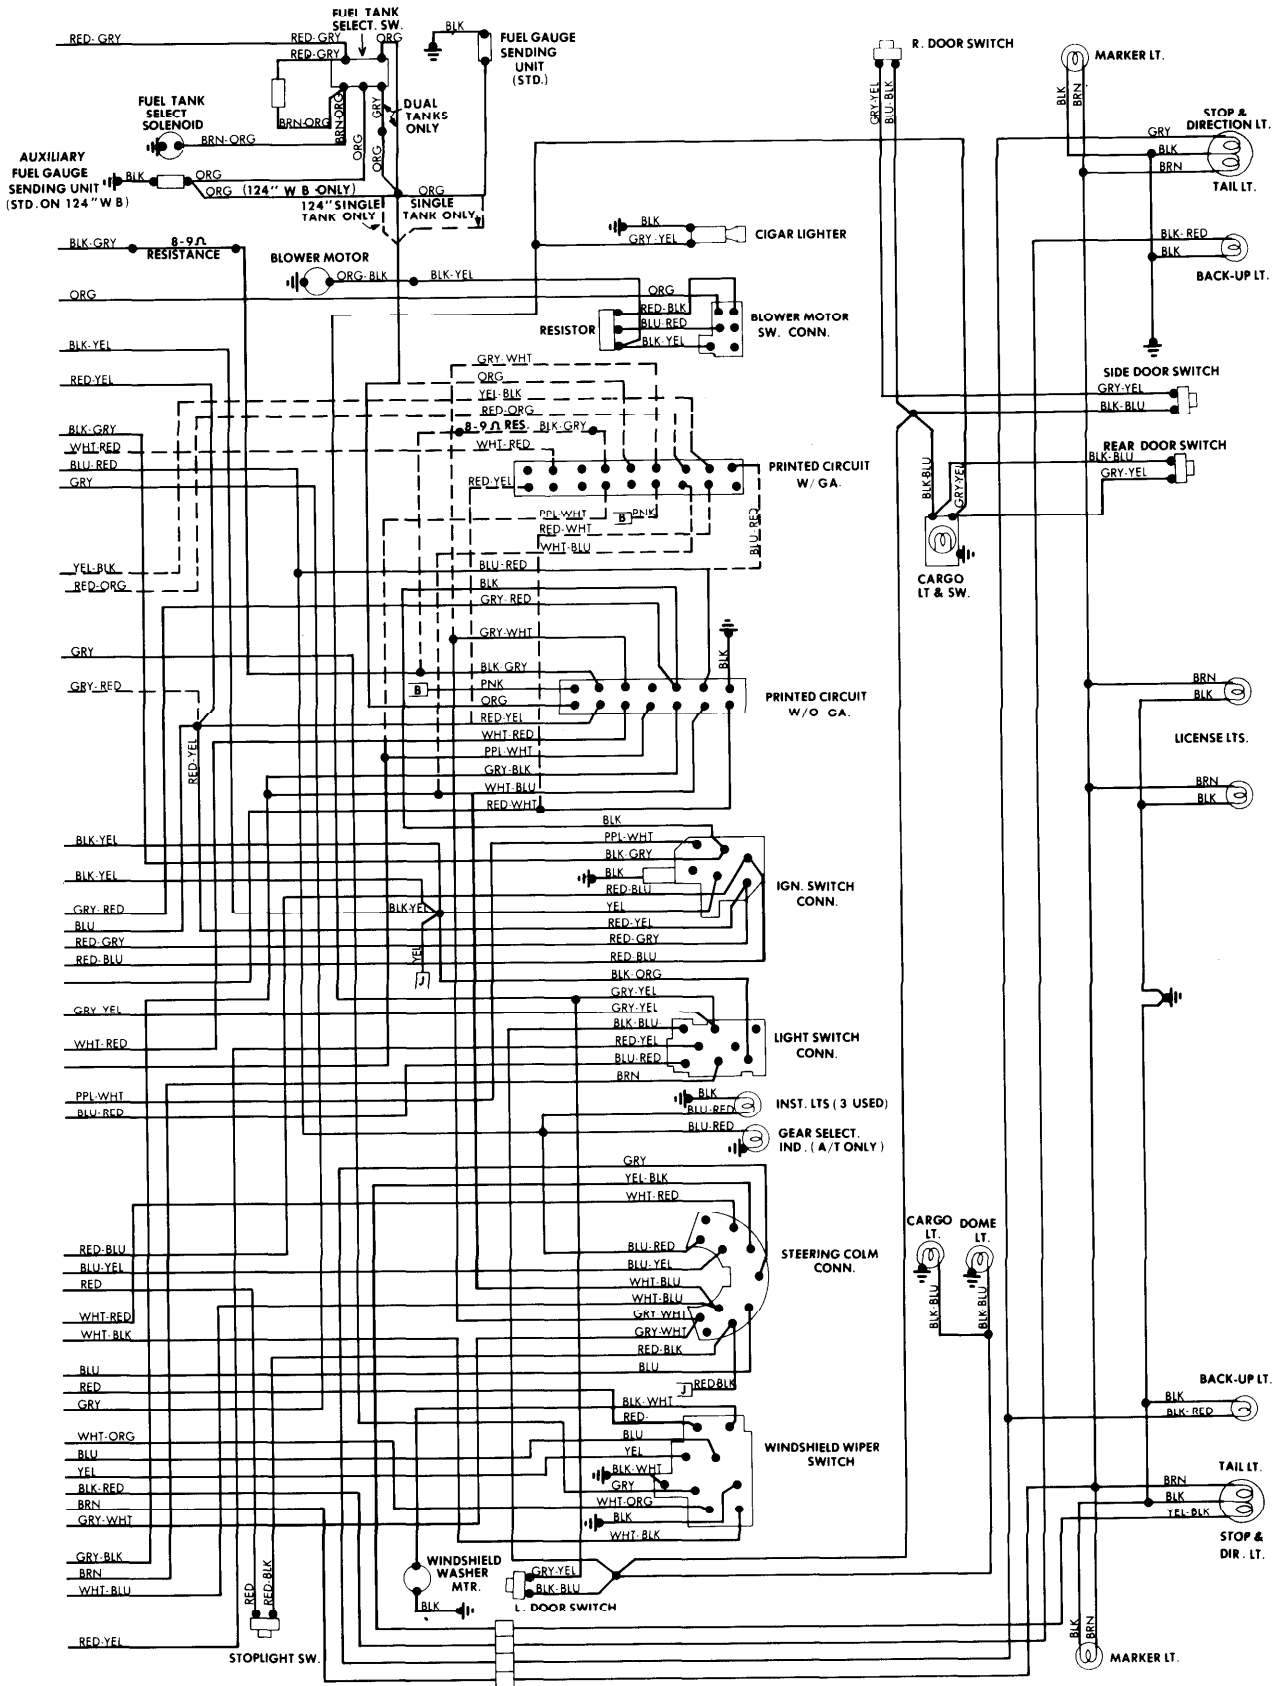 FUEL TANK
SELECT. SW.
RED-GRY
RED-GRY
ORG
RED-GRY
BLK
FUEL GAUGE
SENDING
UNIT
(STD.)
R. DOOR SWITCH
MARKER LT.
GRY-YEL
BLU-BLK
BLK
BRN
FUEL TANK
SELECT
SOLENOID
BRN-ORG
BRN-ORG
BRN-ORG
GRY
DUAL
TANKS
ONLY
ORG
ORG
STOP &
DIRECTION LT.
GRY
BLK
BRN
TAIL LT.
AUXILIARY
FUEL GAUGE
SENDING UNIT
(STD. ON 124" W B)
BLK
ORG
ORG
(124" W B ONLY)
ORG
124" SINGLE
TANK ONLY
SINGLE
TANK ONLY
BLK
GRY-YEL
CIGAR LIGHTER
BLK-RED
BLK
BACK-UP LT.
BLK-GRY
8-9Ω
RESISTANCE
BLOWER MOTOR
ORG-BLK
BLK-YEL
ORG
ORG
RED-BLK
BLU-RED
BLK-YEL
RESISTOR
BLOWER MOTOR
SW. CONN.
BLK-YEL
RED-YEL
GRY-WHT
ORG
YEL-BLK
RED-ORG
8-9Ω RES.
BLK-GRY
WHT-RED
SIDE DOOR SWITCH
GRY-YEL
BLK-BLU
BLK-GRY
WHT-RED
BLU-RED
GRY
RED-YEL
PRINTED CIRCUIT
W/ GA.
REAR DOOR SWITCH
BLK-BLU
GRY-YEL
BLK-BLU
GRY-YEL
PPL-WHT
B
PNK
RED-WHT
WHT-BLU
BLU-RED
YEL-BLK
RED-ORG
BLU-RED
BLK
GRY-RED
CARGO
LT & SW.
GRY
GRY-WHT
BLK
GRY-RED
BLK-GRY
B
PNK
ORG
RED-YEL
WHT-RED
PPL-WHT
GRY-BLK
WHT-BLU
RED-WHT
PRINTED CIRCUIT
W/O GA.
BRN
BLK
LICENSE LTS.
BRN
BLK
RED-YEL
BLK-YEL
BLK-YEL
BLK
PPL-WHT
BLK-GRY
BLK
RED-BLU
YEL
RED-YEL
RED-GRY
RED-BLU
IGN. SWITCH
CONN.
BLK-YEL
GRY-RED
BLU
RED-GRY
RED-BLU
YEL
J
BLK-ORG
GRY-YEL
GRY-YEL
GRY-YEL
BLK-BLU
RED-YEL
BLU-RED
BRN
LIGHT SWITCH
CONN.
WHT-RED
PPL-WHT
BLU-RED
BLK
BLU-RED
INST. LTS (3 USED)
BLU-RED
GEAR SELECT.
IND. (A/T ONLY)
GRY
YEL-BLK
WHT-RED
BLU-RED
BLU-YEL
WHT-BLU
WHT-BLU
GRY-WHT
GRY-WHT
RED-BLK
BLU
J
RED-BLK
STEERING COLM
CONN.
CARGO
LT.
DOME
LT.
BLK-BLU
BLK-BLU
RED-BLU
BLU-YEL
RED
WHT-RED
WHT-BLK
BLU
RED
GRY
WHT-ORG
BLU
YEL
BLK-RED
BRN
GRY-WHT
GRY-BLK
BRN
WHT-BLU
RED-YEL
BLK-WHT
RED-
BLU
YEL
BLK-WHT
GRY
WHT-ORG
BLK
WHT-BLK
WINDSHIELD WIPER
SWITCH
BACK-UP LT.
BLK
BLK-RED
TAIL LT.
BRN
BLK
YEL-BLK
STOP &
DIR. LT.
WINDSHIELD
WASHER
MTR.
BLK
GRY-YEL
BLK-BLU
L. DOOR SWITCH
RED
RED-BLK
STOPLIGHT SW.
BLK
BRN
MARKER LT.